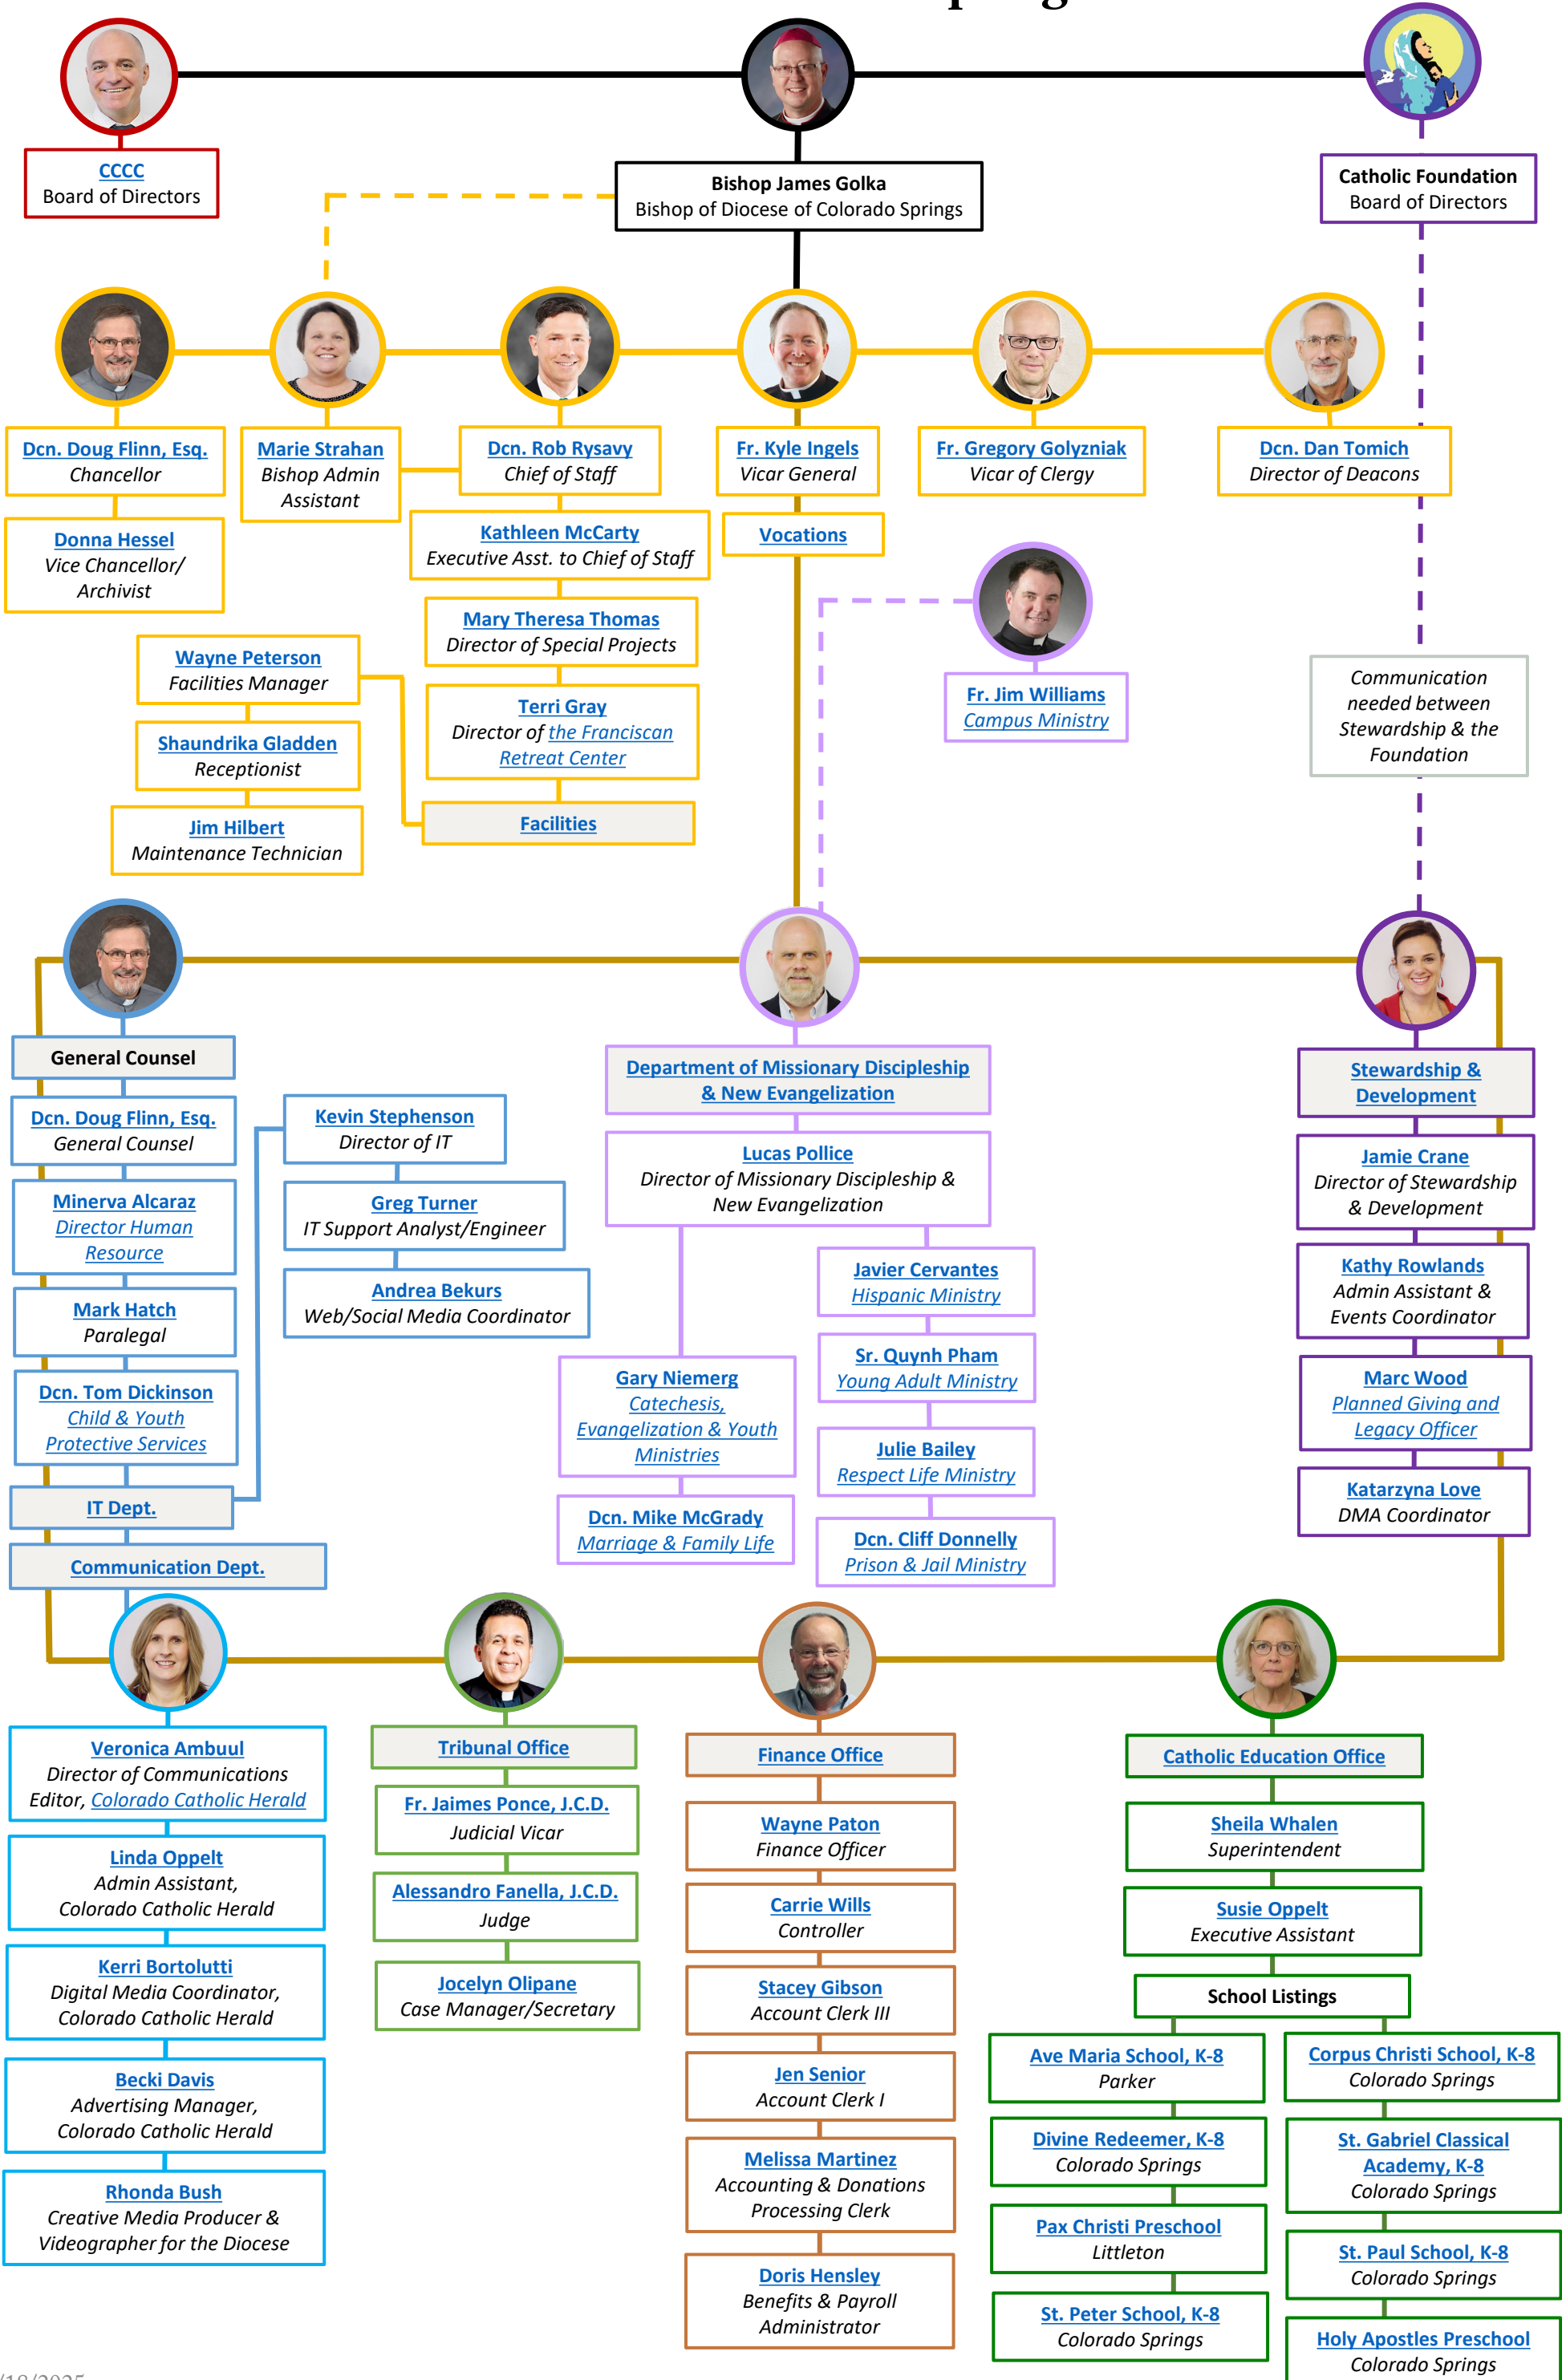 CCCC
Board of Directors
Bishop James Golka
Bishop of Diocese of Colorado Springs
Catholic Foundation
Board of Directors
Dcn. Doug Flinn, Esq.
Chancellor
Donna Hessel
Vice Chancellor/
Archivist
Marie Strahan
Bishop Admin
Assistant
Dcn. Rob Rysavy
Chief of Staff
Kathleen McCarty
Executive Asst. to Chief of Staff
Mary Theresa Thomas
Director of Special Projects
Terri Gray
Director of the Franciscan
Retreat Center
Facilities
Wayne Peterson
Facilities Manager
Shaundrika Gladden
Receptionist
Jim Hilbert
Maintenance Technician
Fr. Kyle Ingels
Vicar General
Vocations
Fr. Gregory Golyzniak
Vicar of Clergy
Dcn. Dan Tomich
Director of Deacons
Fr. Jim Williams
Campus Ministry
Communication
needed between
Stewardship & the
Foundation
General Counsel
Dcn. Doug Flinn, Esq.
General Counsel
Minerva Alcaraz
Director Human
Resource
Mark Hatch
Paralegal
Dcn. Tom Dickinson
Child & Youth
Protective Services
IT Dept.
Communication Dept.
Kevin Stephenson
Director of IT
Greg Turner
IT Support Analyst/Engineer
Andrea Bekurs
Web/Social Media Coordinator
Department of Missionary Discipleship
& New Evangelization
Lucas Pollice
Director of Missionary Discipleship &
New Evangelization
Gary Niemerg
Catechesis,
Evangelization & Youth
Ministries
Dcn. Mike McGrady
Marriage & Family Life
Javier Cervantes
Hispanic Ministry
Sr. Quynh Pham
Young Adult Ministry
Julie Bailey
Respect Life Ministry
Dcn. Cliff Donnelly
Prison & Jail Ministry
Stewardship &
Development
Jamie Crane
Director of Stewardship
& Development
Kathy Rowlands
Admin Assistant &
Events Coordinator
Marc Wood
Planned Giving and
Legacy Officer
Katarzyna Love
DMA Coordinator
Veronica Ambuul
Director of Communications
Editor, Colorado Catholic Herald
Linda Oppelt
Admin Assistant,
Colorado Catholic Herald
Kerri Bortolutti
Digital Media Coordinator,
Colorado Catholic Herald
Becki Davis
Advertising Manager,
Colorado Catholic Herald
Rhonda Bush
Creative Media Producer &
Videographer for the Diocese
Tribunal Office
Fr. Jaimes Ponce, J.C.D.
Judicial Vicar
Alessandro Fanella, J.C.D.
Judge
Jocelyn Olipane
Case Manager/Secretary
Finance Office
Wayne Paton
Finance Officer
Carrie Wills
Controller
Stacey Gibson
Account Clerk III
Jen Senior
Account Clerk I
Melissa Martinez
Accounting & Donations
Processing Clerk
Doris Hensley
Benefits & Payroll
Administrator
Catholic Education Office
Sheila Whalen
Superintendent
Susie Oppelt
Executive Assistant
School Listings
Ave Maria School, K-8
Parker
Divine Redeemer, K-8
Colorado Springs
Pax Christi Preschool
Littleton
St. Peter School, K-8
Colorado Springs
Corpus Christi School, K-8
Colorado Springs
St. Gabriel Classical
Academy, K-8
Colorado Springs
St. Paul School, K-8
Colorado Springs
Holy Apostles Preschool
Colorado Springs